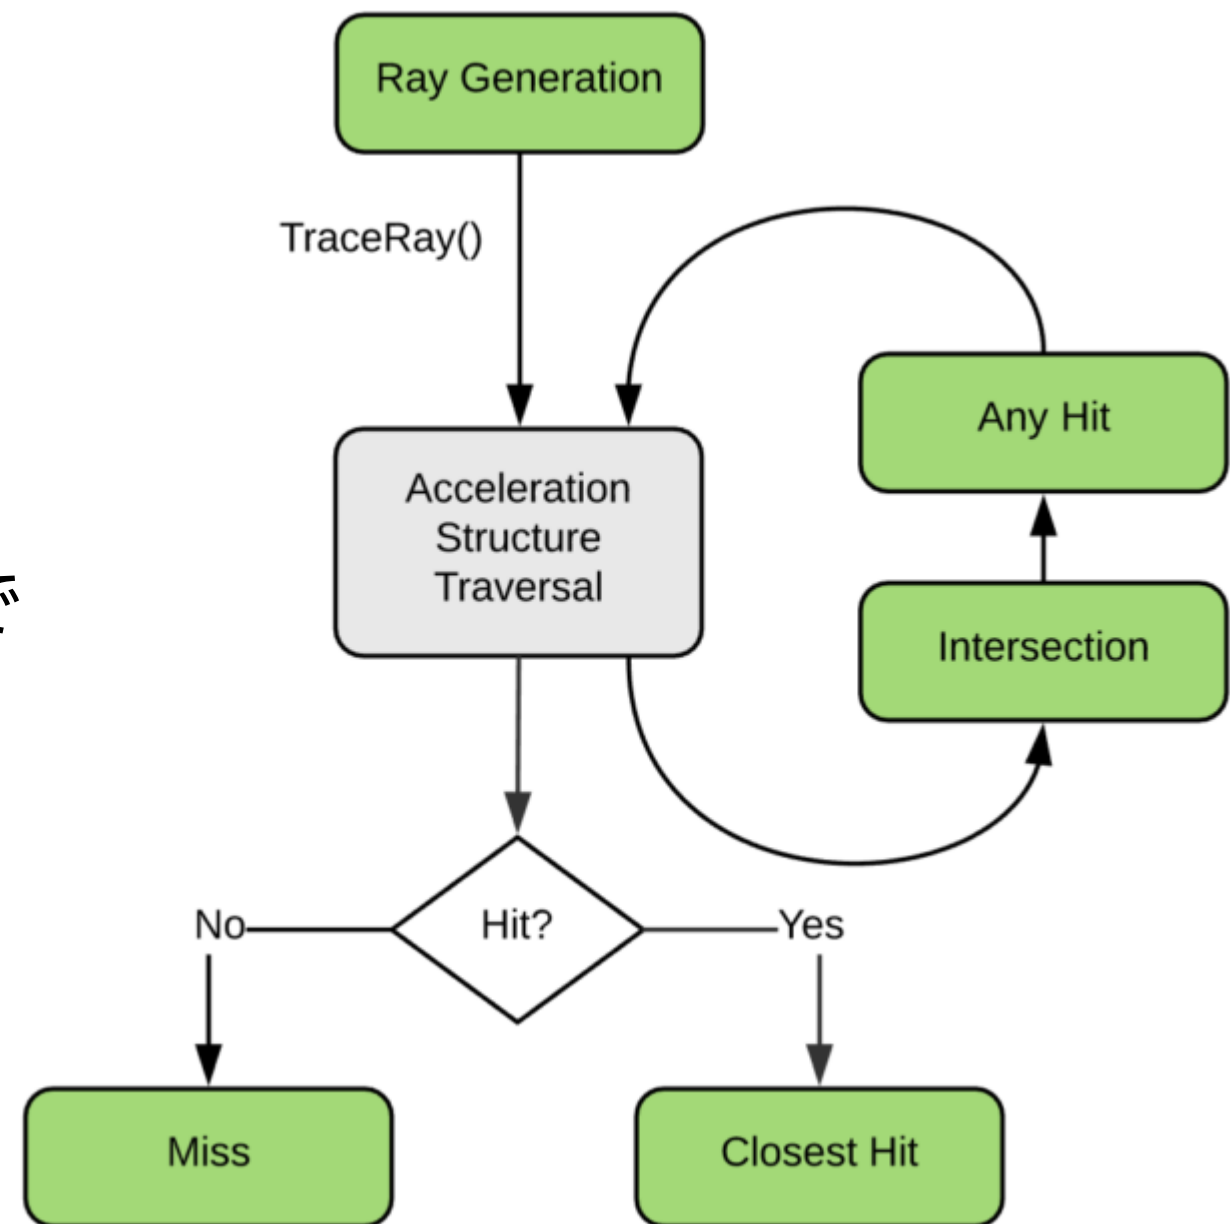 Ray Generation
TraceRay()
Any Hit
Acceleration
Structure
Traversal
Intersection
Hit?
No
Yes
Miss
Closest Hit